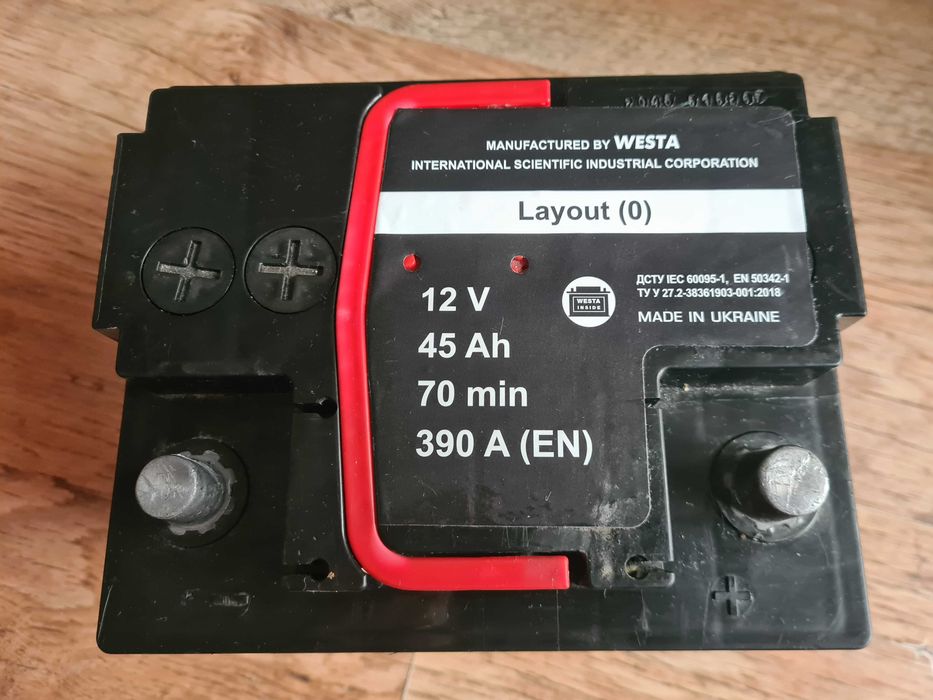 MANUFACTURED BY WESTA
INTERNATIONAL SCIENTIFIC INDUSTRIAL CORPORATION
Layout (0)
12 V
45 Ah
70 min
390 A (EN)
WESTA
INSIDE
ДСТУ IEC 60095-1, EN 50342-1
ТУ У 27.2-38361903-001:2018
MADE IN UKRAINE
+